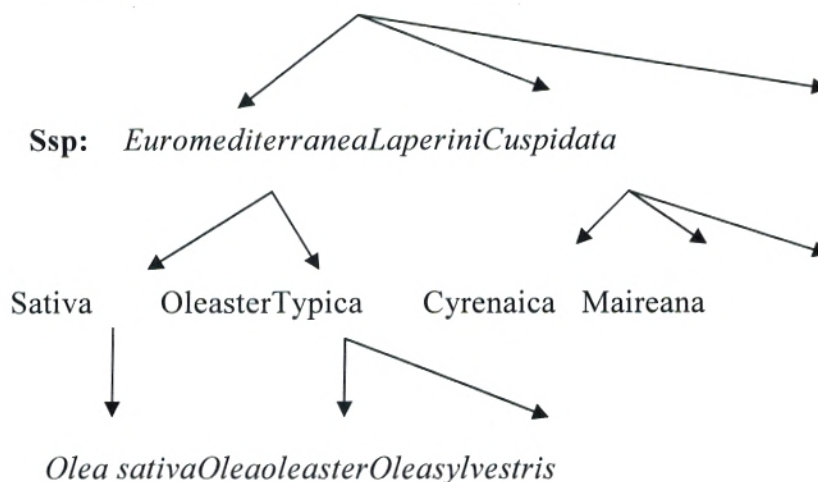 Ssp: EuromediterraneaLaperiniCuspidata
Sativa OleasterTypica Cyrenaica Maireana
Olea sativaOleaoleasterOleasylvestris